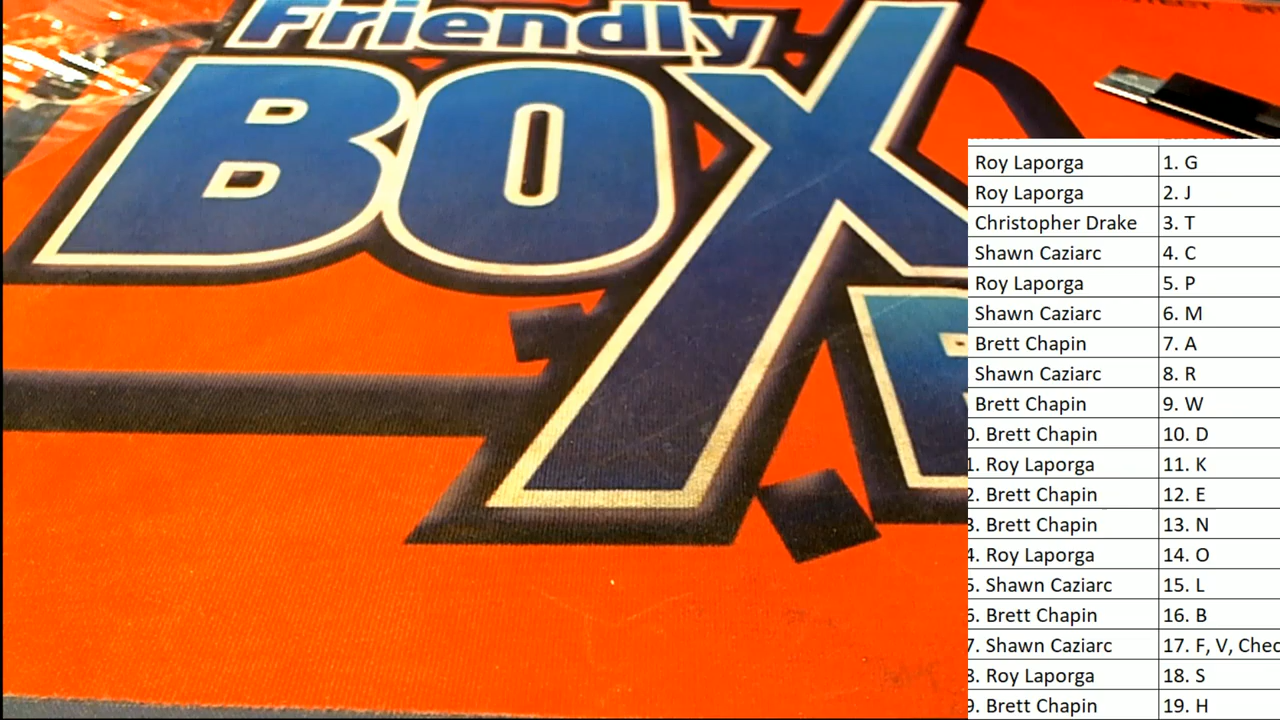 Friendly
BOX
Roy Laporga 1. G
Roy Laporga 2. J
Christopher Drake 3. T
Shawn Caziarc 4. C
Roy Laporga 5. P
Shawn Caziarc 6. M
Brett Chapin 7. A
Shawn Caziarc 8. R
Brett Chapin 9. W
0. Brett Chapin 10. D
1. Roy Laporga 11. K
2. Brett Chapin 12. E
3. Brett Chapin 13. N
4. Roy Laporga 14. O
5. Shawn Caziarc 15. L
6. Brett Chapin 16. B
7. Shawn Caziarc 17. F, V, Chec
8. Roy Laporga 18. S
9. Brett Chapin 19. H